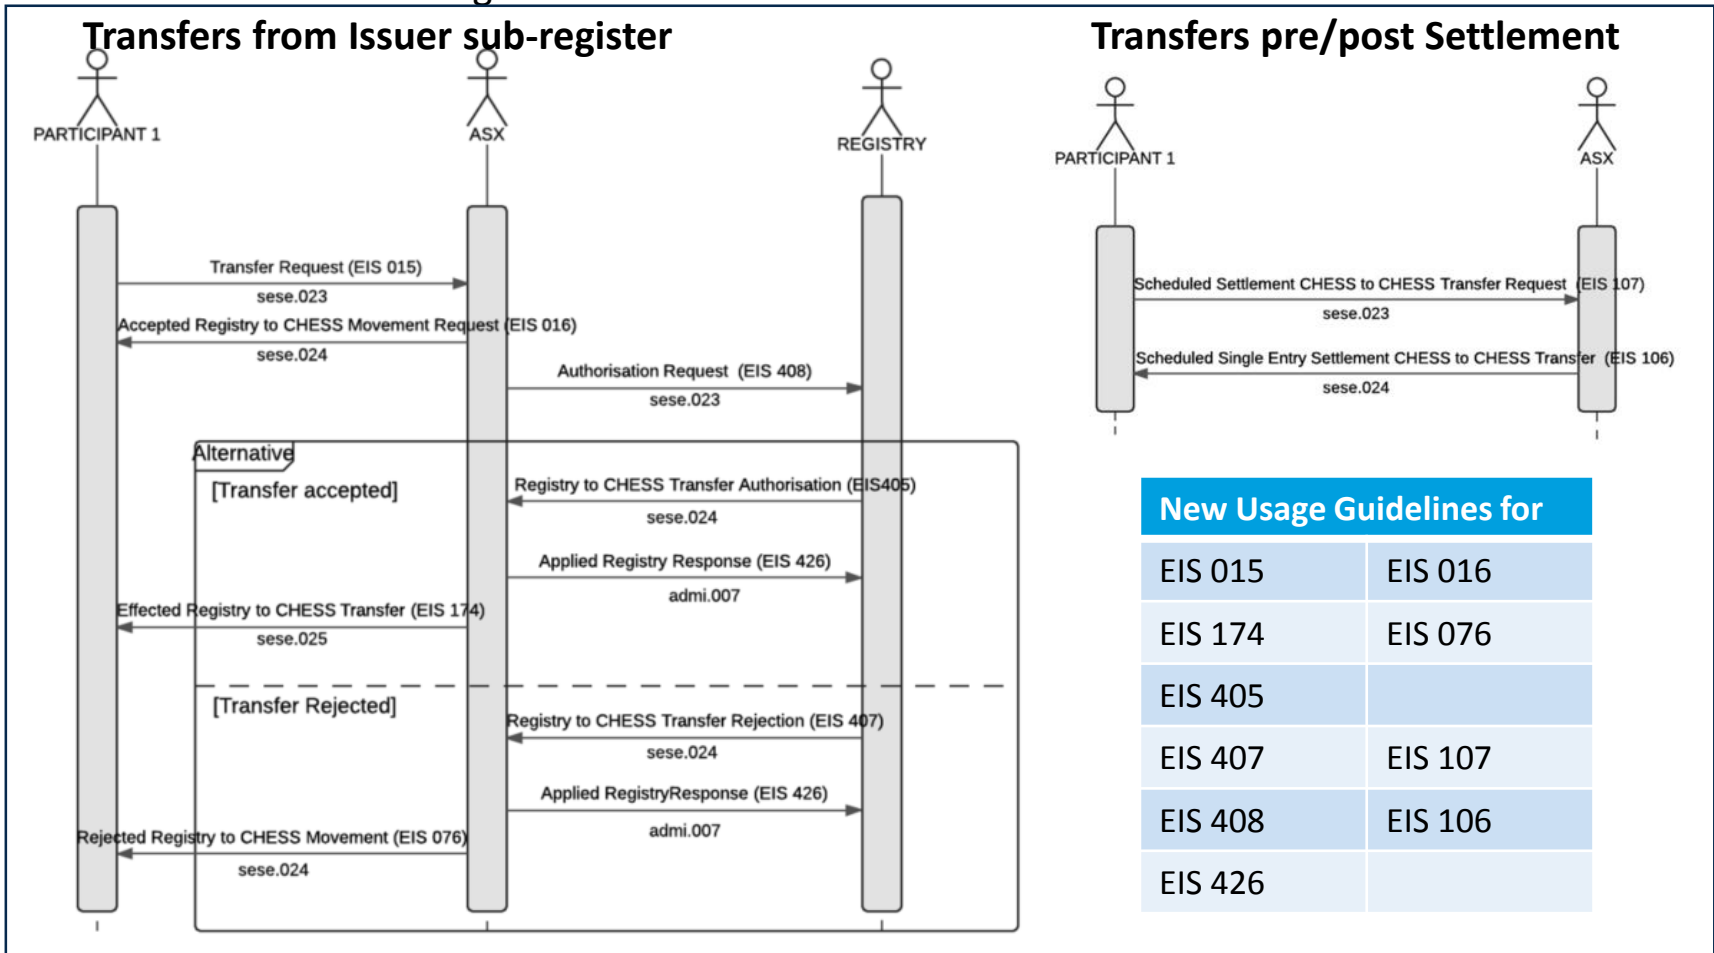 Transfers from Issuer sub-register
PARTICIPANT 1
ASX
REGISTRY
Transfer Request (EIS 015)
sese.023
Accepted Registry to CHESS Movement Request (EIS 016)
sese.024
Authorisation Request (EIS 408)
sese.023
Alternative
[Transfer accepted]
Registry to CHESS Transfer Authorisation (EIS405)
sese.024
Applied Registry Response (EIS 426)
admi.007
Effected Registry to CHESS Transfer (EIS 174)
sese.025
[Transfer Rejected]
Registry to CHESS Transfer Rejection (EIS 407)
sese.024
Applied RegistryResponse (EIS 426)
admi.007
Rejected Registry to CHESS Movement (EIS 076)
sese.024
Transfers pre/post Settlement
PARTICIPANT 1
ASX
Scheduled Settlement CHESS to CHESS Transfer Request (EIS 107)
sese.023
Scheduled Single Entry Settlement CHESS to CHESS Transfer (EIS 106)
sese.024
New Usage Guidelines for
EIS 015 EIS 016
EIS 174 EIS 076
EIS 405
EIS 407 EIS 107
EIS 408 EIS 106
EIS 426